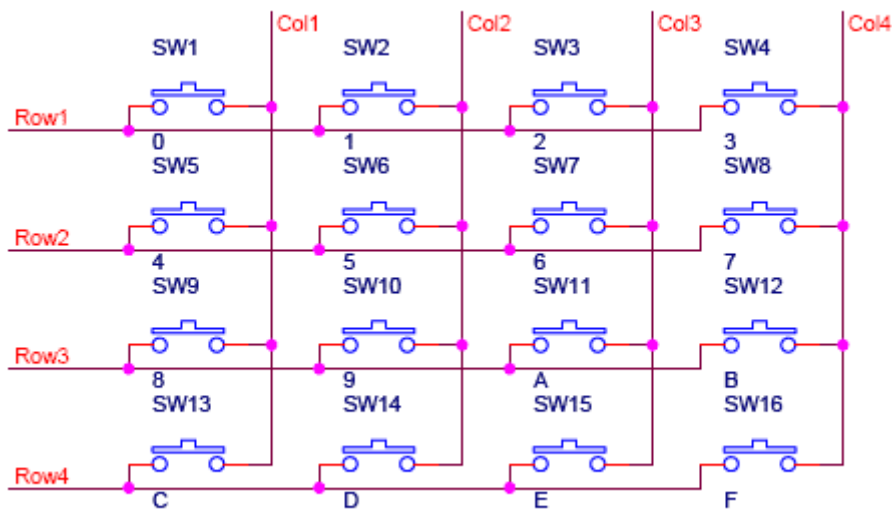 Col1 Col2 Col3 Col4
SW1 SW2 SW3 SW4
Row1
0 1 2 3
SW5 SW6 SW7 SW8
Row2
4 5 6 7
SW9 SW10 SW11 SW12
Row3
8 9 A B
SW13 SW14 SW15 SW16
Row4
C D E F